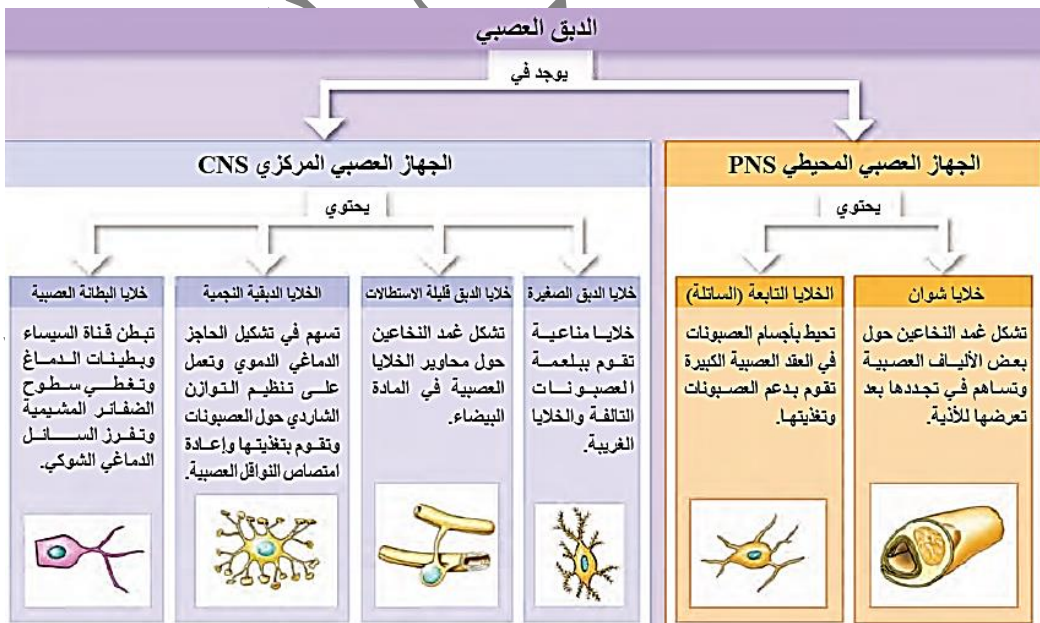 الدبق العصبي
يوجد في
الجهاز العصبي المحيطي PNS
يحتوي
خلايا شوان
تشكل غمد النخاعين حول
بعض الألياف العصبية
وتساهم في تجددها بعد
تعرضها للأذية.
الخلايا التابعة (الساتلة)
تحيط بأجسام العصبونات
في العقد العصبية الكبيرة
تقوم بدعم العصبونات
وتغذيتها.
الجهاز العصبي المركزي CNS
يحتوي
خلايا الدبق الصغيرة
خلايا مناعية
تقوم ببلعمة
العصبونات
التالفة والخلايا
الغريبة.
خلايا الدبق قليلة الاستطالات
تشكل غمد النخاعين
حول محاوير الخلايا
العصبية في المادة
البيضاء.
الخلايا الدبقية النجمية
تسهم في تشكيل الحاجز
الدماغي الدموي وتعمل
على تنظيم التوازن
الشاردي حول العصبونات
وتقوم بتغذيتها وإعادة
امتصاص النواقل العصبية.
خلايا البطانة العصبية
تبطن قناة السيساء
وبطينات الدماغ
وتغطي سطوح
الضفائر المشيمية
وتفرز السائل
الدماغي الشوكي.